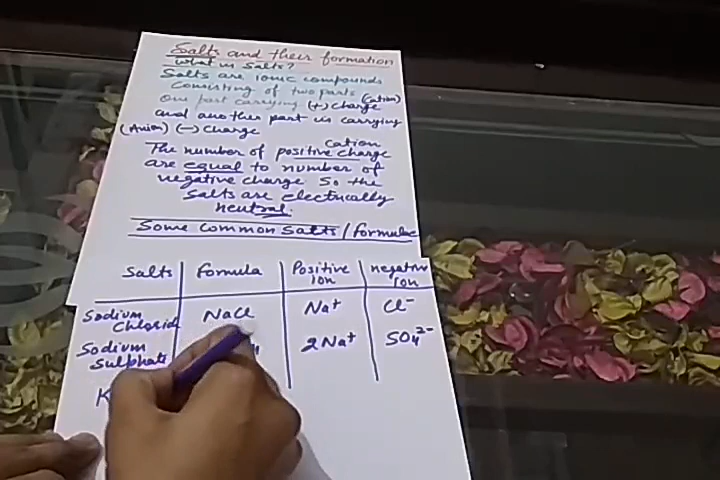 Salts and their formation
what is salts?
Salts are ionic compounds
consisting of two parts
one part carrying (+) charge (Cation)
and another part is carrying
(Anion) (-) charge
cation
The number of positive charge
are equal to number of
negative charge so the
salts are electrically
neutral.
Some common salts / formulae
Salts Formula Positive Ion negative Ion
Sodium Chlorid NaCl Na⁺ Cl⁻
Sodium Sulphate 2Na⁺ SO₄²⁻
K